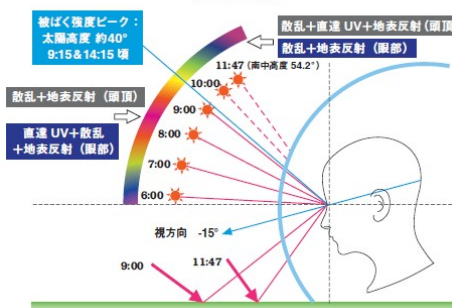 被ばく強度ピーク：
太陽高度 約40°
9:15＆14:15 頃
散乱＋直達 UV＋地表反射（頭頂）
散乱＋地表反射（眼部）
11:47（南中高度 54.2°）
10:00
散乱＋地表反射（頭頂）
9:00
直達 UV＋散乱
＋地表反射（眼部）
8:00
7:00
6:00
視方向 -15°
9:00
11:47